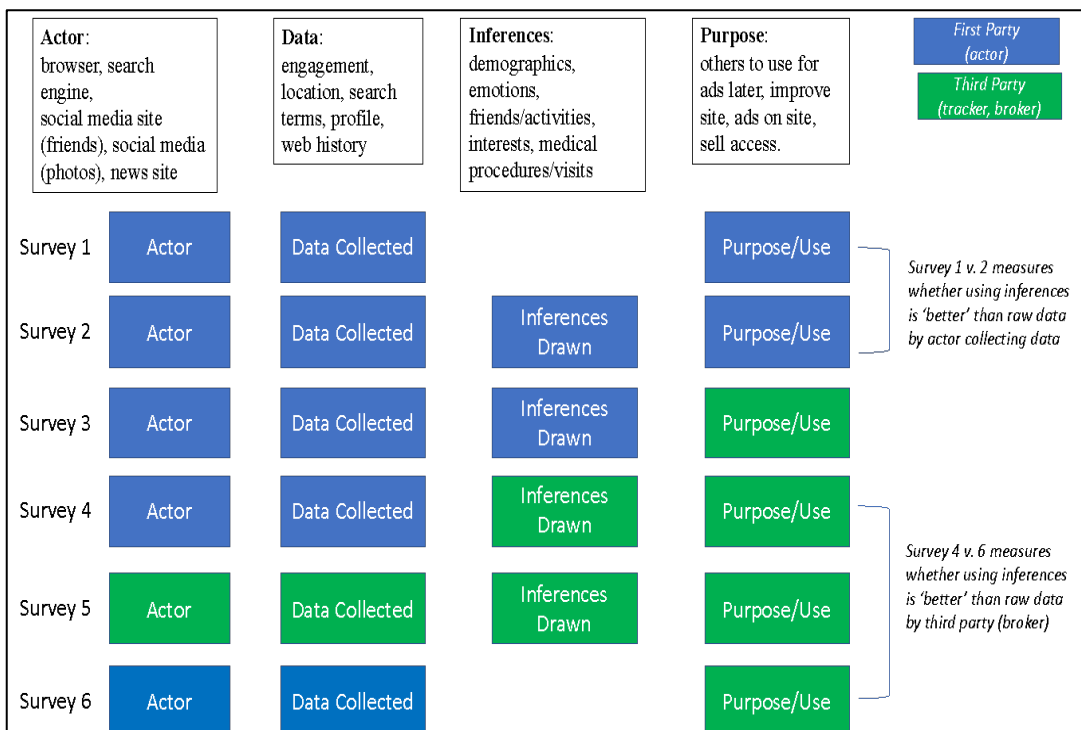 Actor:
browser, search
engine,
social media site
(friends), social media
(photos), news site
Data:
engagement,
location, search
terms, profile,
web history
Inferences:
demographics,
emotions,
friends/activities,
interests, medical
procedures/visits
Purpose:
others to use for
ads later, improve
site, ads on site,
sell access.
First Party
(actor)
Third Party
(tracker, broker)
Survey 1
Actor
Data Collected
Purpose/Use
Survey 2
Actor
Data Collected
Inferences
Drawn
Purpose/Use
Survey 1 v. 2 measures
whether using inferences
is ‘better’ than raw data
by actor collecting data
Survey 3
Actor
Data Collected
Inferences
Drawn
Purpose/Use
Survey 4
Actor
Data Collected
Inferences
Drawn
Purpose/Use
Survey 5
Actor
Data Collected
Inferences
Drawn
Purpose/Use
Survey 4 v. 6 measures
whether using inferences
is ‘better’ than raw data
by third party (broker)
Survey 6
Actor
Data Collected
Purpose/Use